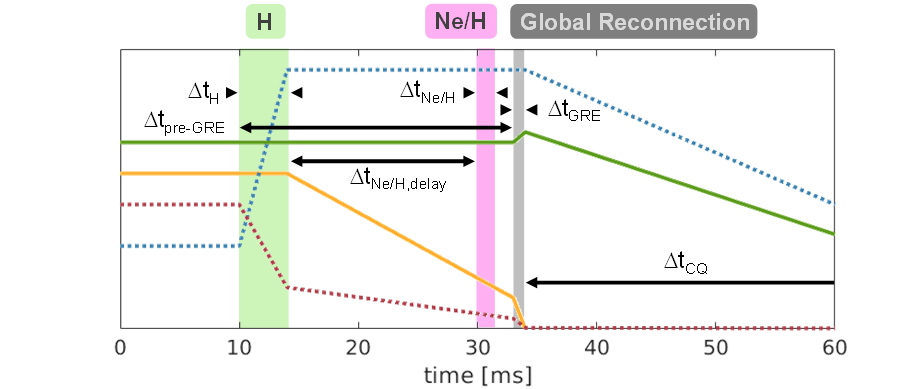 H Ne/H Global Reconnection
ΔtH ΔtNe/H
ΔtGRE
Δtpre-GRE
ΔtNe/H,delay
ΔtCQ
0 10 20 30 40 50 60
time [ms]